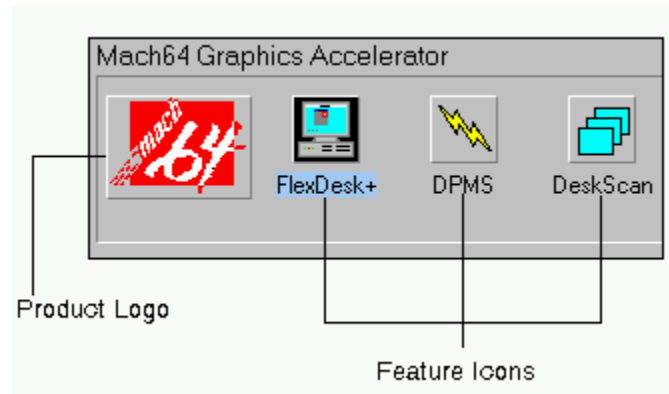 Mach64 Graphics Accelerator
mach
64
FlexDesk+
DPMS
DeskScan
Product Logo
Feature Icons